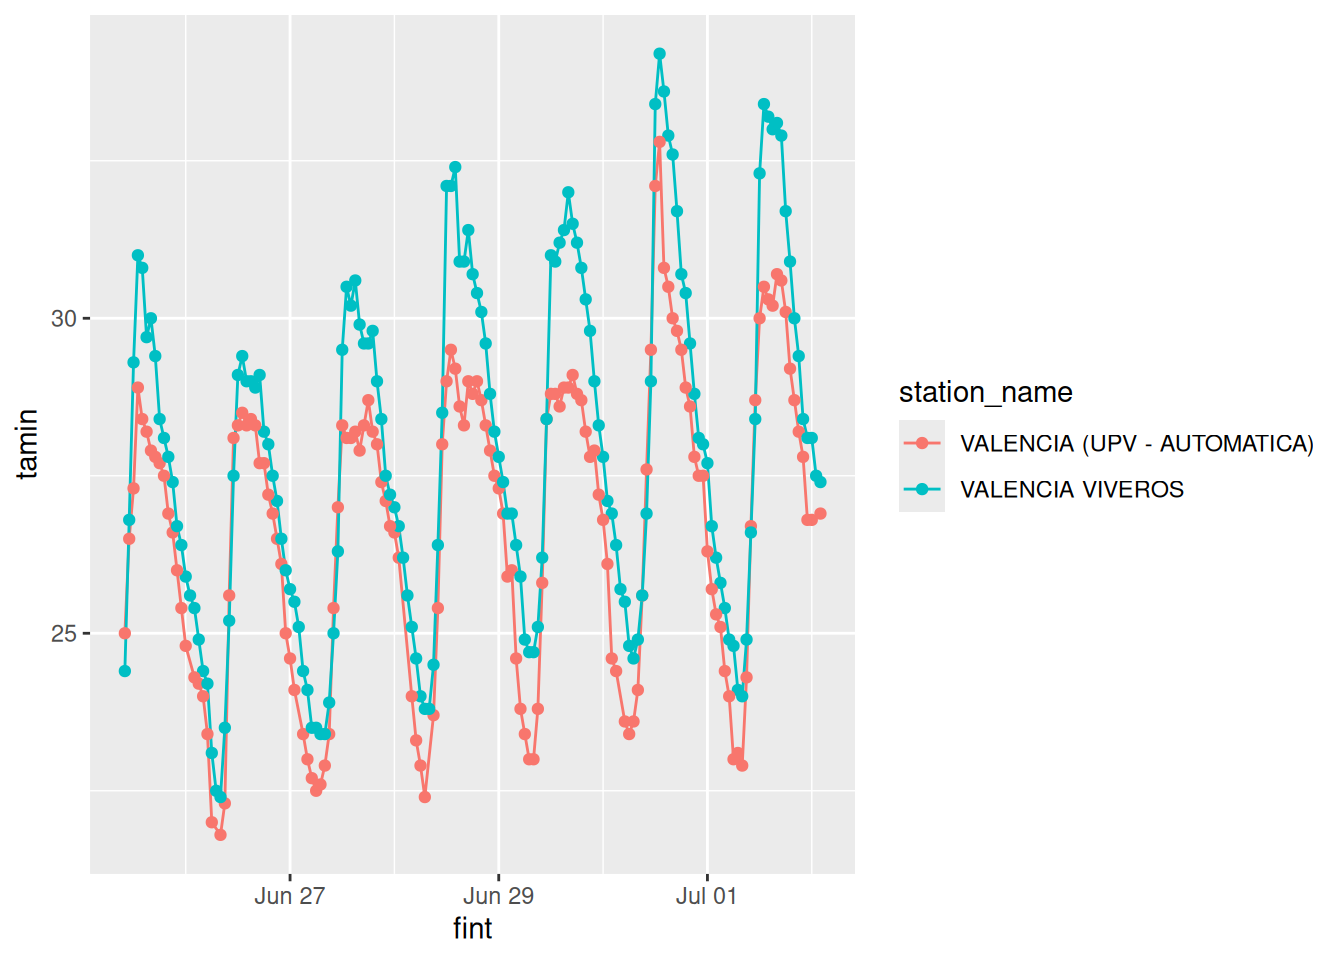 30
25
tamin
Jun 27
Jun 29
Jul 01
fint
station_name
VALENCIA (UPV - AUTOMATICA)
VALENCIA VIVEROS